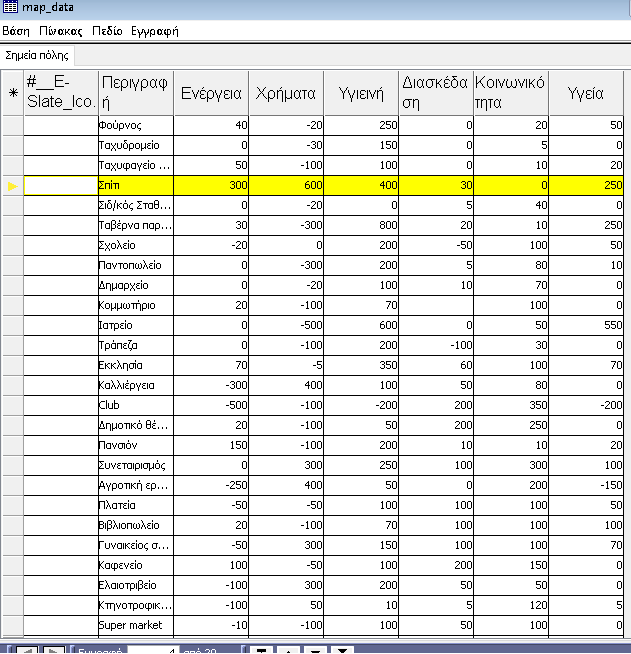 map_data
Βάση Πίνακας Πεδίο Εγγραφή
Σημεία πόλης
* #__E-Slate_Ico. Περιγραφή Ενέργεια Χρήματα Υγιεινή Διασκέδαση Κοινωνικότητα Υγεία
Φούρνος 40 -20 250 0 20 50
Ταχυδρομείο 0 -30 150 0 5 0
Ταχυφαγείο ... 50 -100 100 0 10 20
Σπίτι 300 600 400 30 0 250
Σιδ/κός Σταθ... 0 -20 0 5 40 0
Ταβέρνα παρ... 30 -300 800 20 10 250
Σχολείο -20 0 200 -50 100 50
Παντοπωλείο 0 -300 200 5 80 10
Δημαρχείο 0 -20 100 10 70 0
Κομμωτήριο 20 -100 70 100 0
Ιατρείο 0 -500 600 0 50 550
Τράπεζα 0 -100 200 -100 30 0
Εκκλησία 70 -5 350 60 100 70
Καλλιέργεια -300 400 100 50 80 0
Club -500 -100 -200 200 350 -200
Δημοτικό θέ... 20 -100 50 200 250 0
Πανσιόν 150 -100 200 10 10 20
Συνεταιρισμός 0 300 250 100 300 100
Αγροτική ερ... -250 400 50 0 200 -150
Πλατεία -50 -50 100 100 100 50
Βιβλιοπωλείο 20 -100 70 100 100 100
Γυναικείος σ... -50 300 150 100 100 70
Καφενείο 100 -50 100 200 150 0
Ελαιοτριβείο -100 300 200 50 50 0
Κτηνοτροφικ... -100 50 10 5 120 5
Super market -10 -100 100 50 100 0